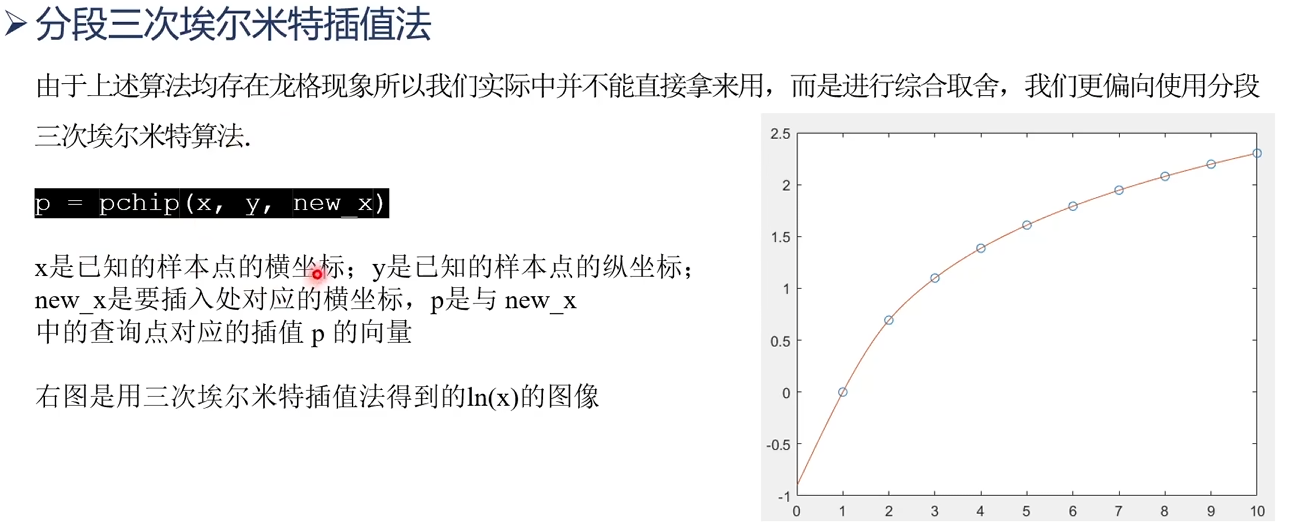 分段三次埃尔米特插值法
由于上述算法均存在龙格现象所以我们实际中并不能直接拿来用，而是进行综合取舍，我们更偏向使用分段
三次埃尔米特算法.
p = pchip(x, y, new_x)
x是已知的样本点的横坐标；y是已知的样本点的纵坐标；
new_x是要插入处对应的横坐标，p是与 new_x
中的查询点对应的插值 p 的向量
右图是用三次埃尔米特插值法得到的ln(x)的图像
2.5
2
1.5
1
0.5
0
-0.5
-1
0 1 2 3 4 5 6 7 8 9 10